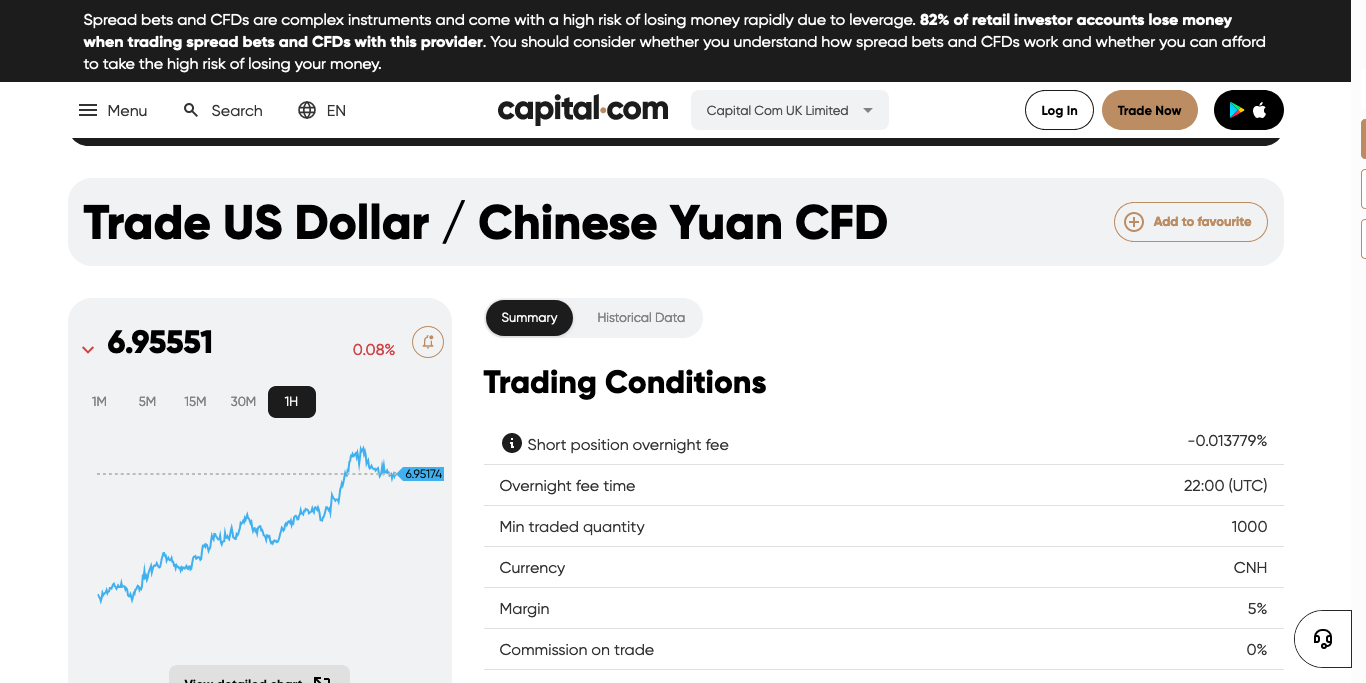 Spread bets and CFDs are complex instruments and come with a high risk of losing money rapidly due to leverage. 82% of retail investor accounts lose money
when trading spread bets and CFDs with this provider. You should consider whether you understand how spread bets and CFDs work and whether you can afford
to take the high risk of losing your money.
Menu Search EN capital.com Capital Com UK Limited Log In Trade Now
Trade US Dollar / Chinese Yuan CFD
Add to favourite
6.95551 0.08%
1M 5M 15M 30M 1H
6.95174
View detailed chart
Summary Historical Data
Trading Conditions
Short position overnight fee -0.013779%
Overnight fee time 22:00 (UTC)
Min traded quantity 1000
Currency CNH
Margin 5%
Commission on trade 0%